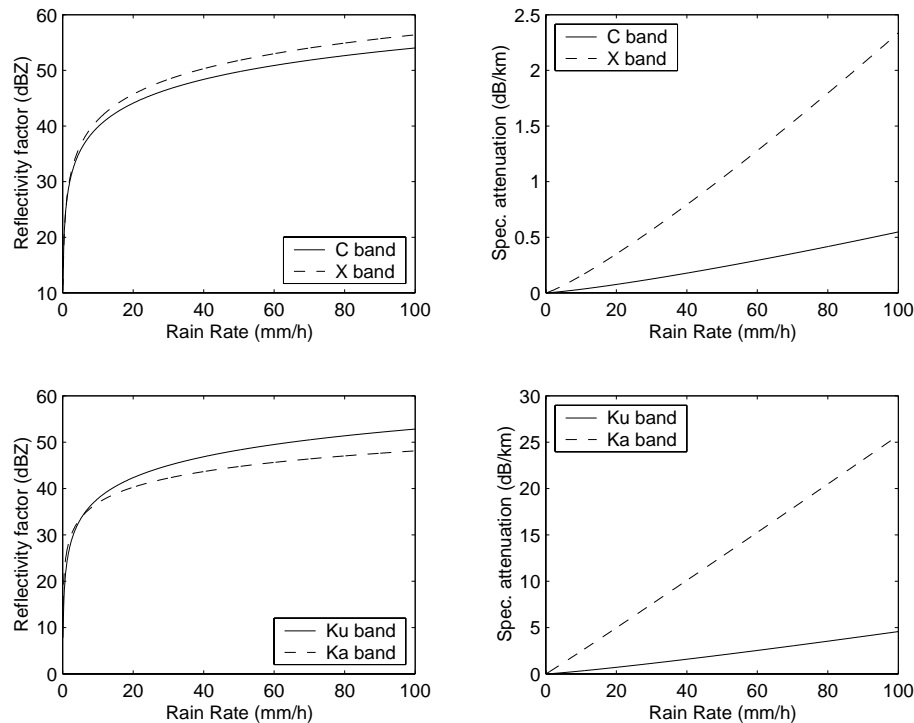 60
50
40
30
20
10
0 20 40 60 80 100
Reflectivity factor (dBZ)
Rain Rate (mm/h)
C band
X band
2.5
2
1.5
1
0.5
0
0 20 40 60 80 100
Spec. attenuation (dB/km)
Rain Rate (mm/h)
C band
X band
60
50
40
30
20
10
0
0 20 40 60 80 100
Reflectivity factor (dBZ)
Rain Rate (mm/h)
Ku band
Ka band
30
25
20
15
10
5
0
0 20 40 60 80 100
Spec. attenuation (dB/km)
Rain Rate (mm/h)
Ku band
Ka band